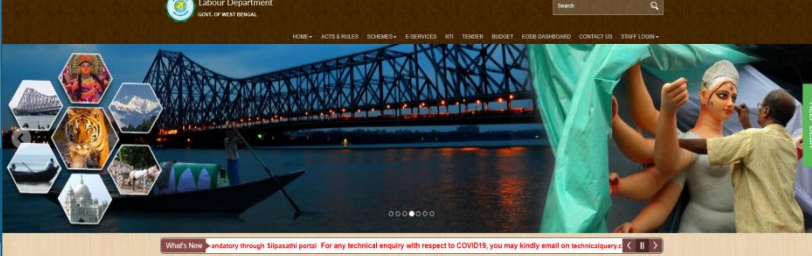 Labour Department
GOVT. OF WEST BENGAL
Search
HOME ACTS & RULES SCHEMES E-SERVICES RTI TENDER BUDGET EODB DASHBOARD CONTACT US STAFF LOGIN
What's New andatory through Silpasathi portal For any technical enquiry with respect to COVID19, you may kindly email on technicalquery.c